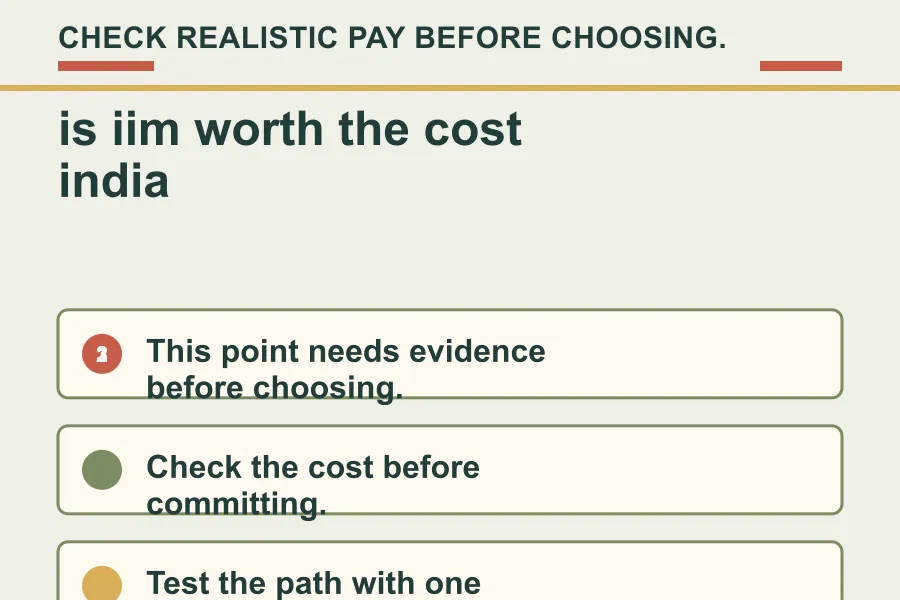 CHECK REALISTIC PAY BEFORE CHOOSING.
is iim worth the cost
india
This point needs evidence
before choosing.
Check the cost before
committing.
Test the path with one